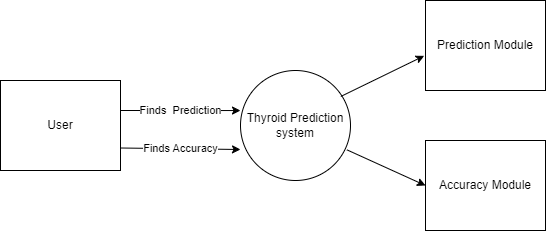 Prediction Module
User
Finds Prediction
Finds Accuracy
Thyroid Prediction
system
Accuracy Module